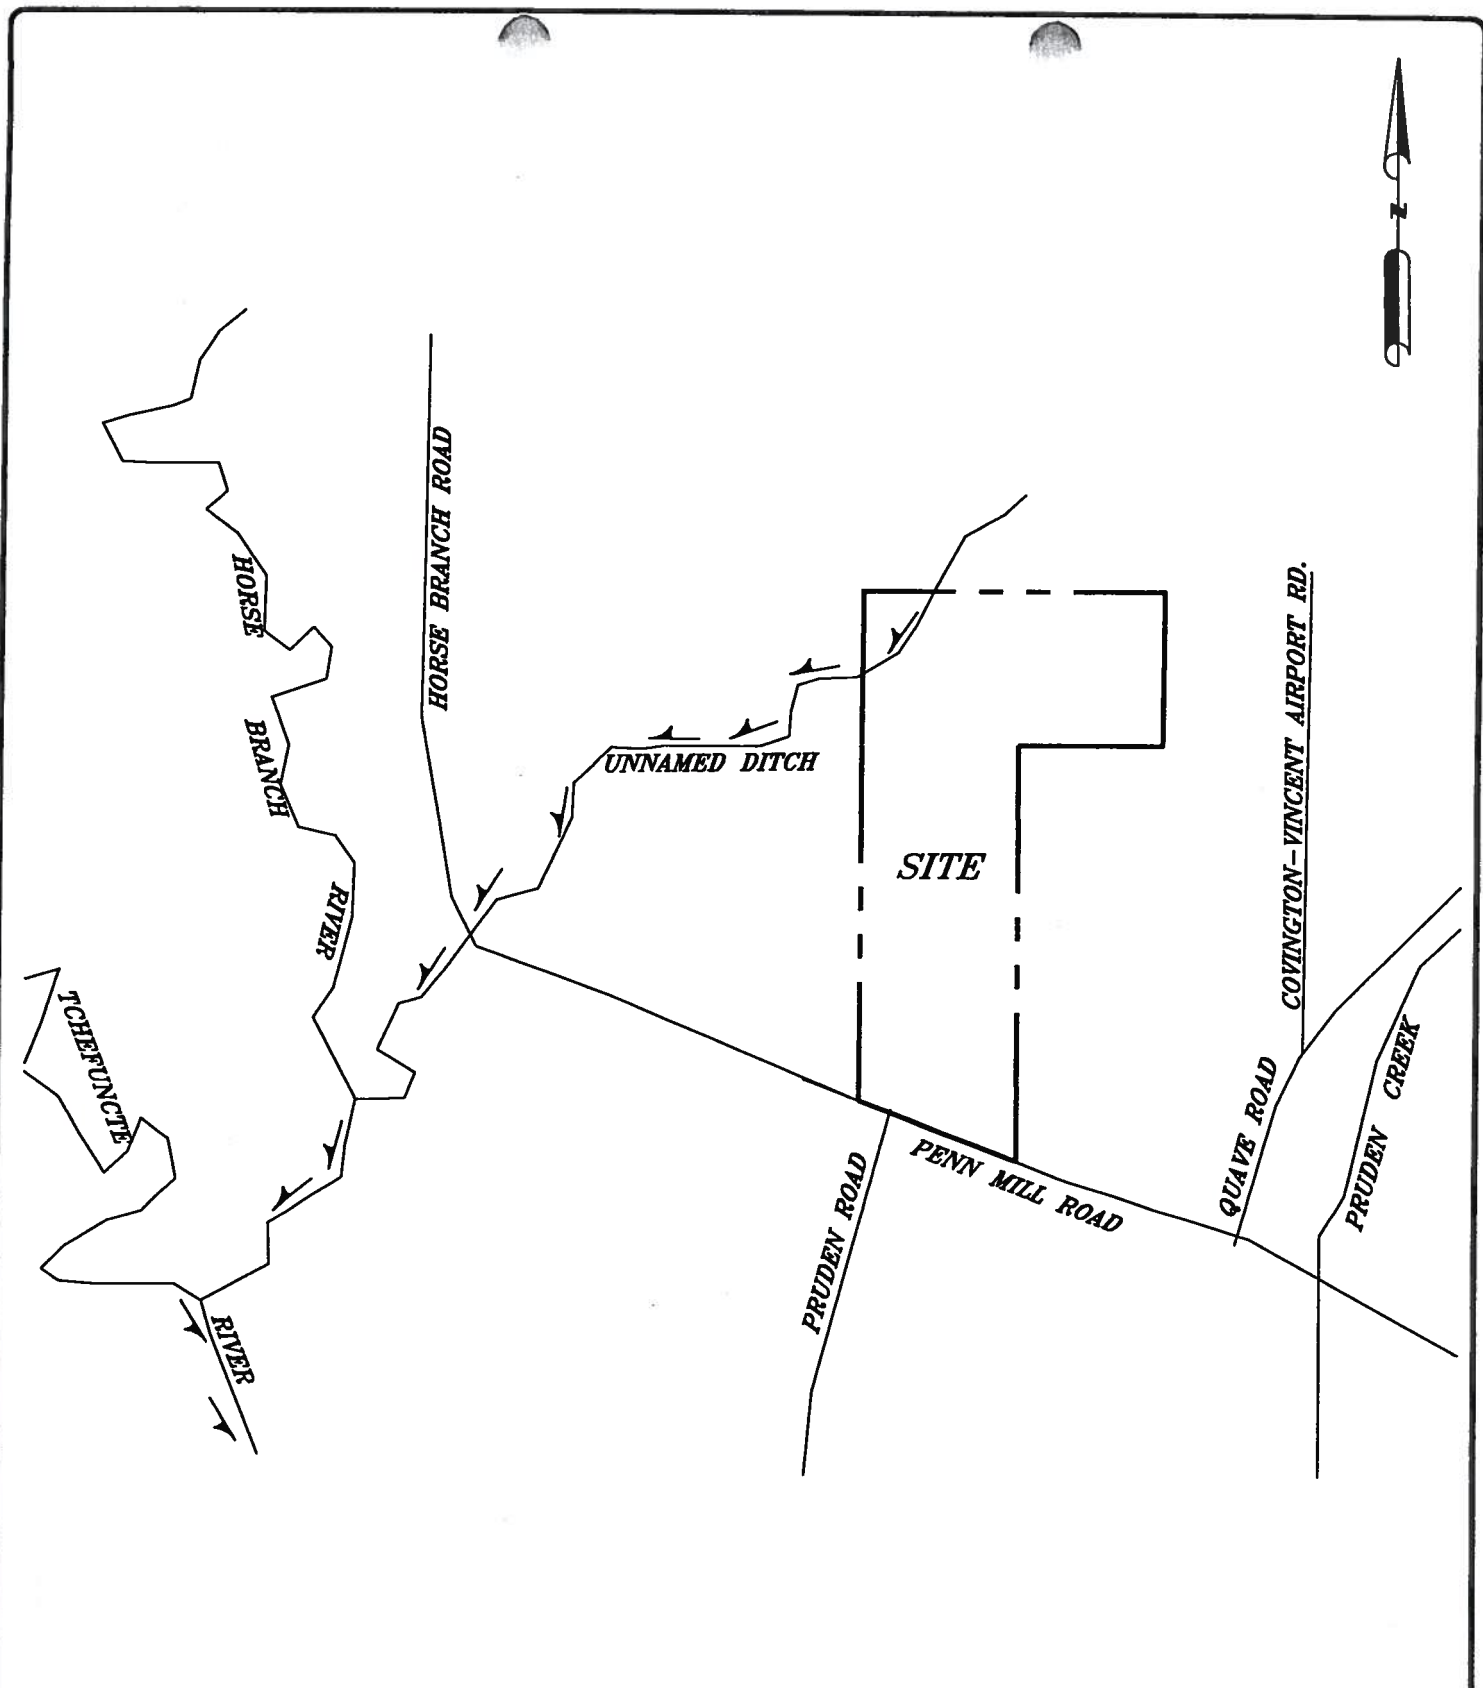 N
HORSE BRANCH ROAD
HORSE
BRANCH
RIVER
UNNAMED DITCH
SITE
COVINGTON-VINCENT AIRPORT RD.
TCHEFUNCTE
RIVER
PENN MILL ROAD
PRUDEN ROAD
QUAVE ROAD
PRUDEN CREEK